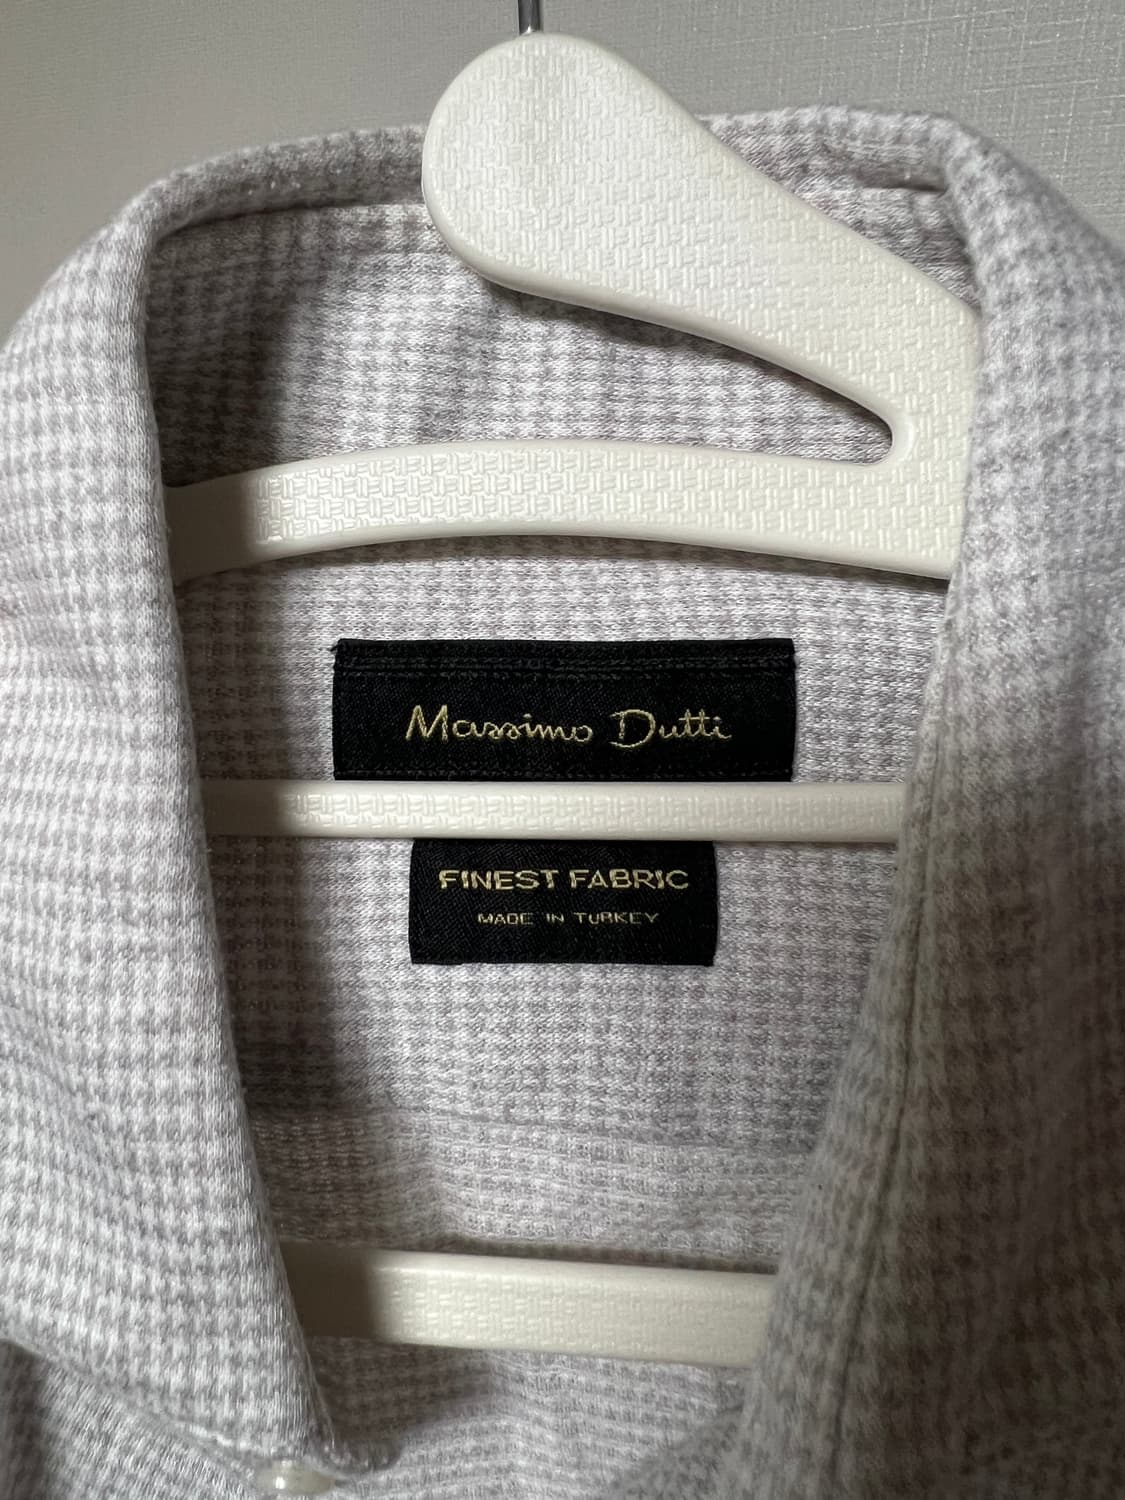 Massimo Dutti
FINEST FABRIC
MADE IN TURKEY